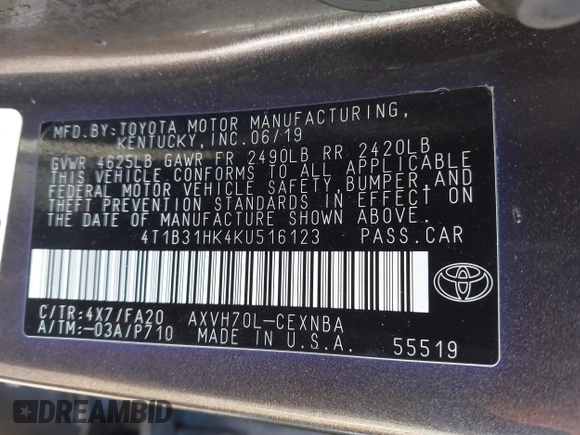 MFD.BY:TOYOTA MOTOR MANUFACTURING,
KENTUCKY,INC.06/19
GVWR 4625LB GAWR FR 2490LB RR 2420LB
THIS VEHICLE CONFORMS TO ALL APPLICABLE
FEDERAL MOTOR VEHICLE SAFETY,BUMPER,AND
THEFT PREVENTION STANDARDS IN EFFECT ON
THE DATE OF MANUFACTURE SHOWN ABOVE.
4T1B31HK4KU516123 PASS.CAR
C/TR:4X7/FA20 AXVH70L-CEXNBA
A/TM:-03A/P710 MADE IN U.S.A. 55519
DREAMBID